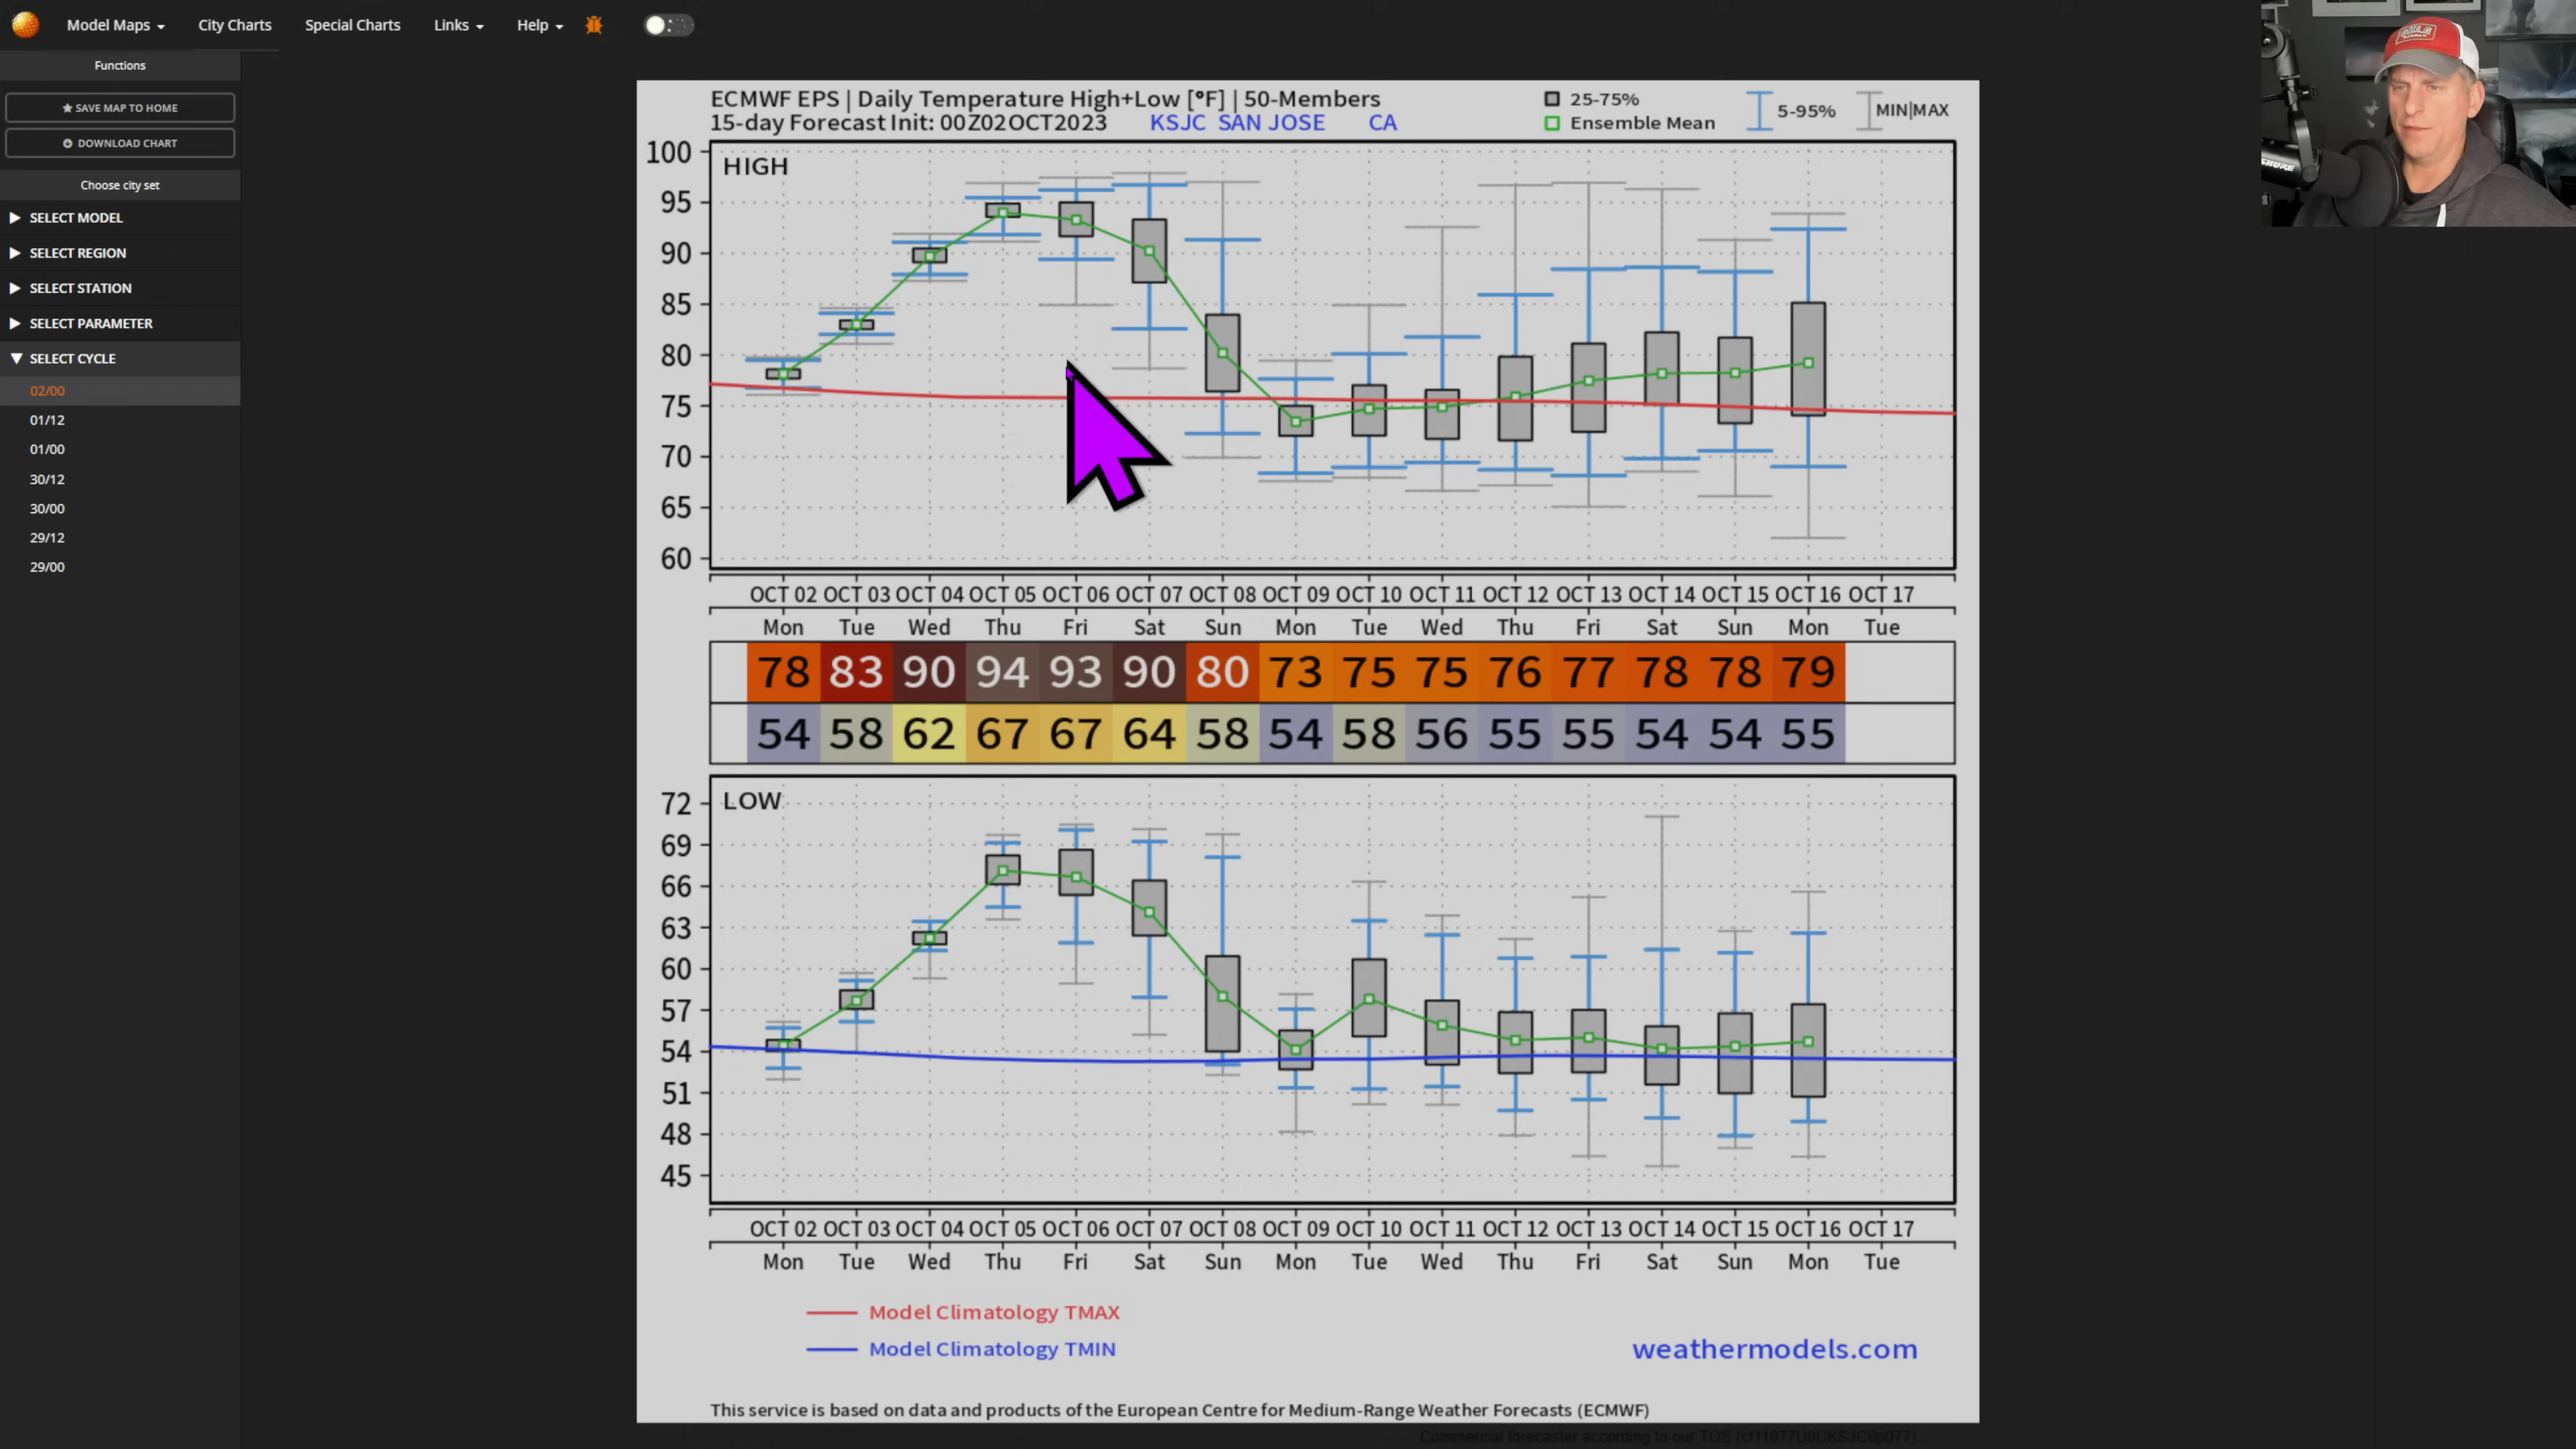 Model Maps City Charts Special Charts Links Help
Functions
SAVE MAP TO HOME
DOWNLOAD CHART
Choose city set
SELECT MODEL
SELECT REGION
SELECT STATION
SELECT PARAMETER
SELECT CYCLE
02/00
01/12
01/00
30/12
30/00
29/12
29/00
ECMWF EPS | Daily Temperature High+Low [°F] | 50-Members
15-day Forecast Init: 00Z02OCT2023 KSJC SAN JOSE CA
25-75%
Ensemble Mean
5-95%
MIN|MAX
HIGH
100
95
90
85
80
75
70
65
60
OCT 02 OCT 03 OCT 04 OCT 05 OCT 06 OCT 07 OCT 08 OCT 09 OCT 10 OCT 11 OCT 12 OCT 13 OCT 14 OCT 15 OCT 16 OCT 17
Mon Tue Wed Thu Fri Sat Sun Mon Tue Wed Thu Fri Sat Sun Mon Tue
78 83 90 94 93 90 80 73 75 75 76 77 78 78 79
54 58 62 67 67 64 58 54 58 56 55 55 54 54 55
LOW
72
69
66
63
60
57
54
51
48
45
OCT 02 OCT 03 OCT 04 OCT 05 OCT 06 OCT 07 OCT 08 OCT 09 OCT 10 OCT 11 OCT 12 OCT 13 OCT 14 OCT 15 OCT 16 OCT 17
Mon Tue Wed Thu Fri Sat Sun Mon Tue Wed Thu Fri Sat Sun Mon Tue
Model Climatology TMAX
Model Climatology TMIN
weathermodels.com
This service is based on data and products of the European Centre for Medium-Range Weather Forecasts (ECMWF)
Commercial forecaster according to our TOS
SHURE